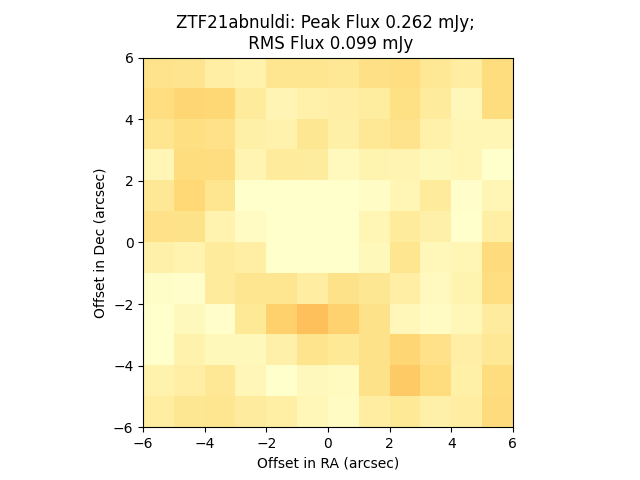 ZTF21abnuldi: Peak Flux 0.262 mJy;
RMS Flux 0.099 mJy
6
4
2
0
−2
−4
−6
Offset in Dec (arcsec)
−6 −4 −2 0 2 4 6
Offset in RA (arcsec)